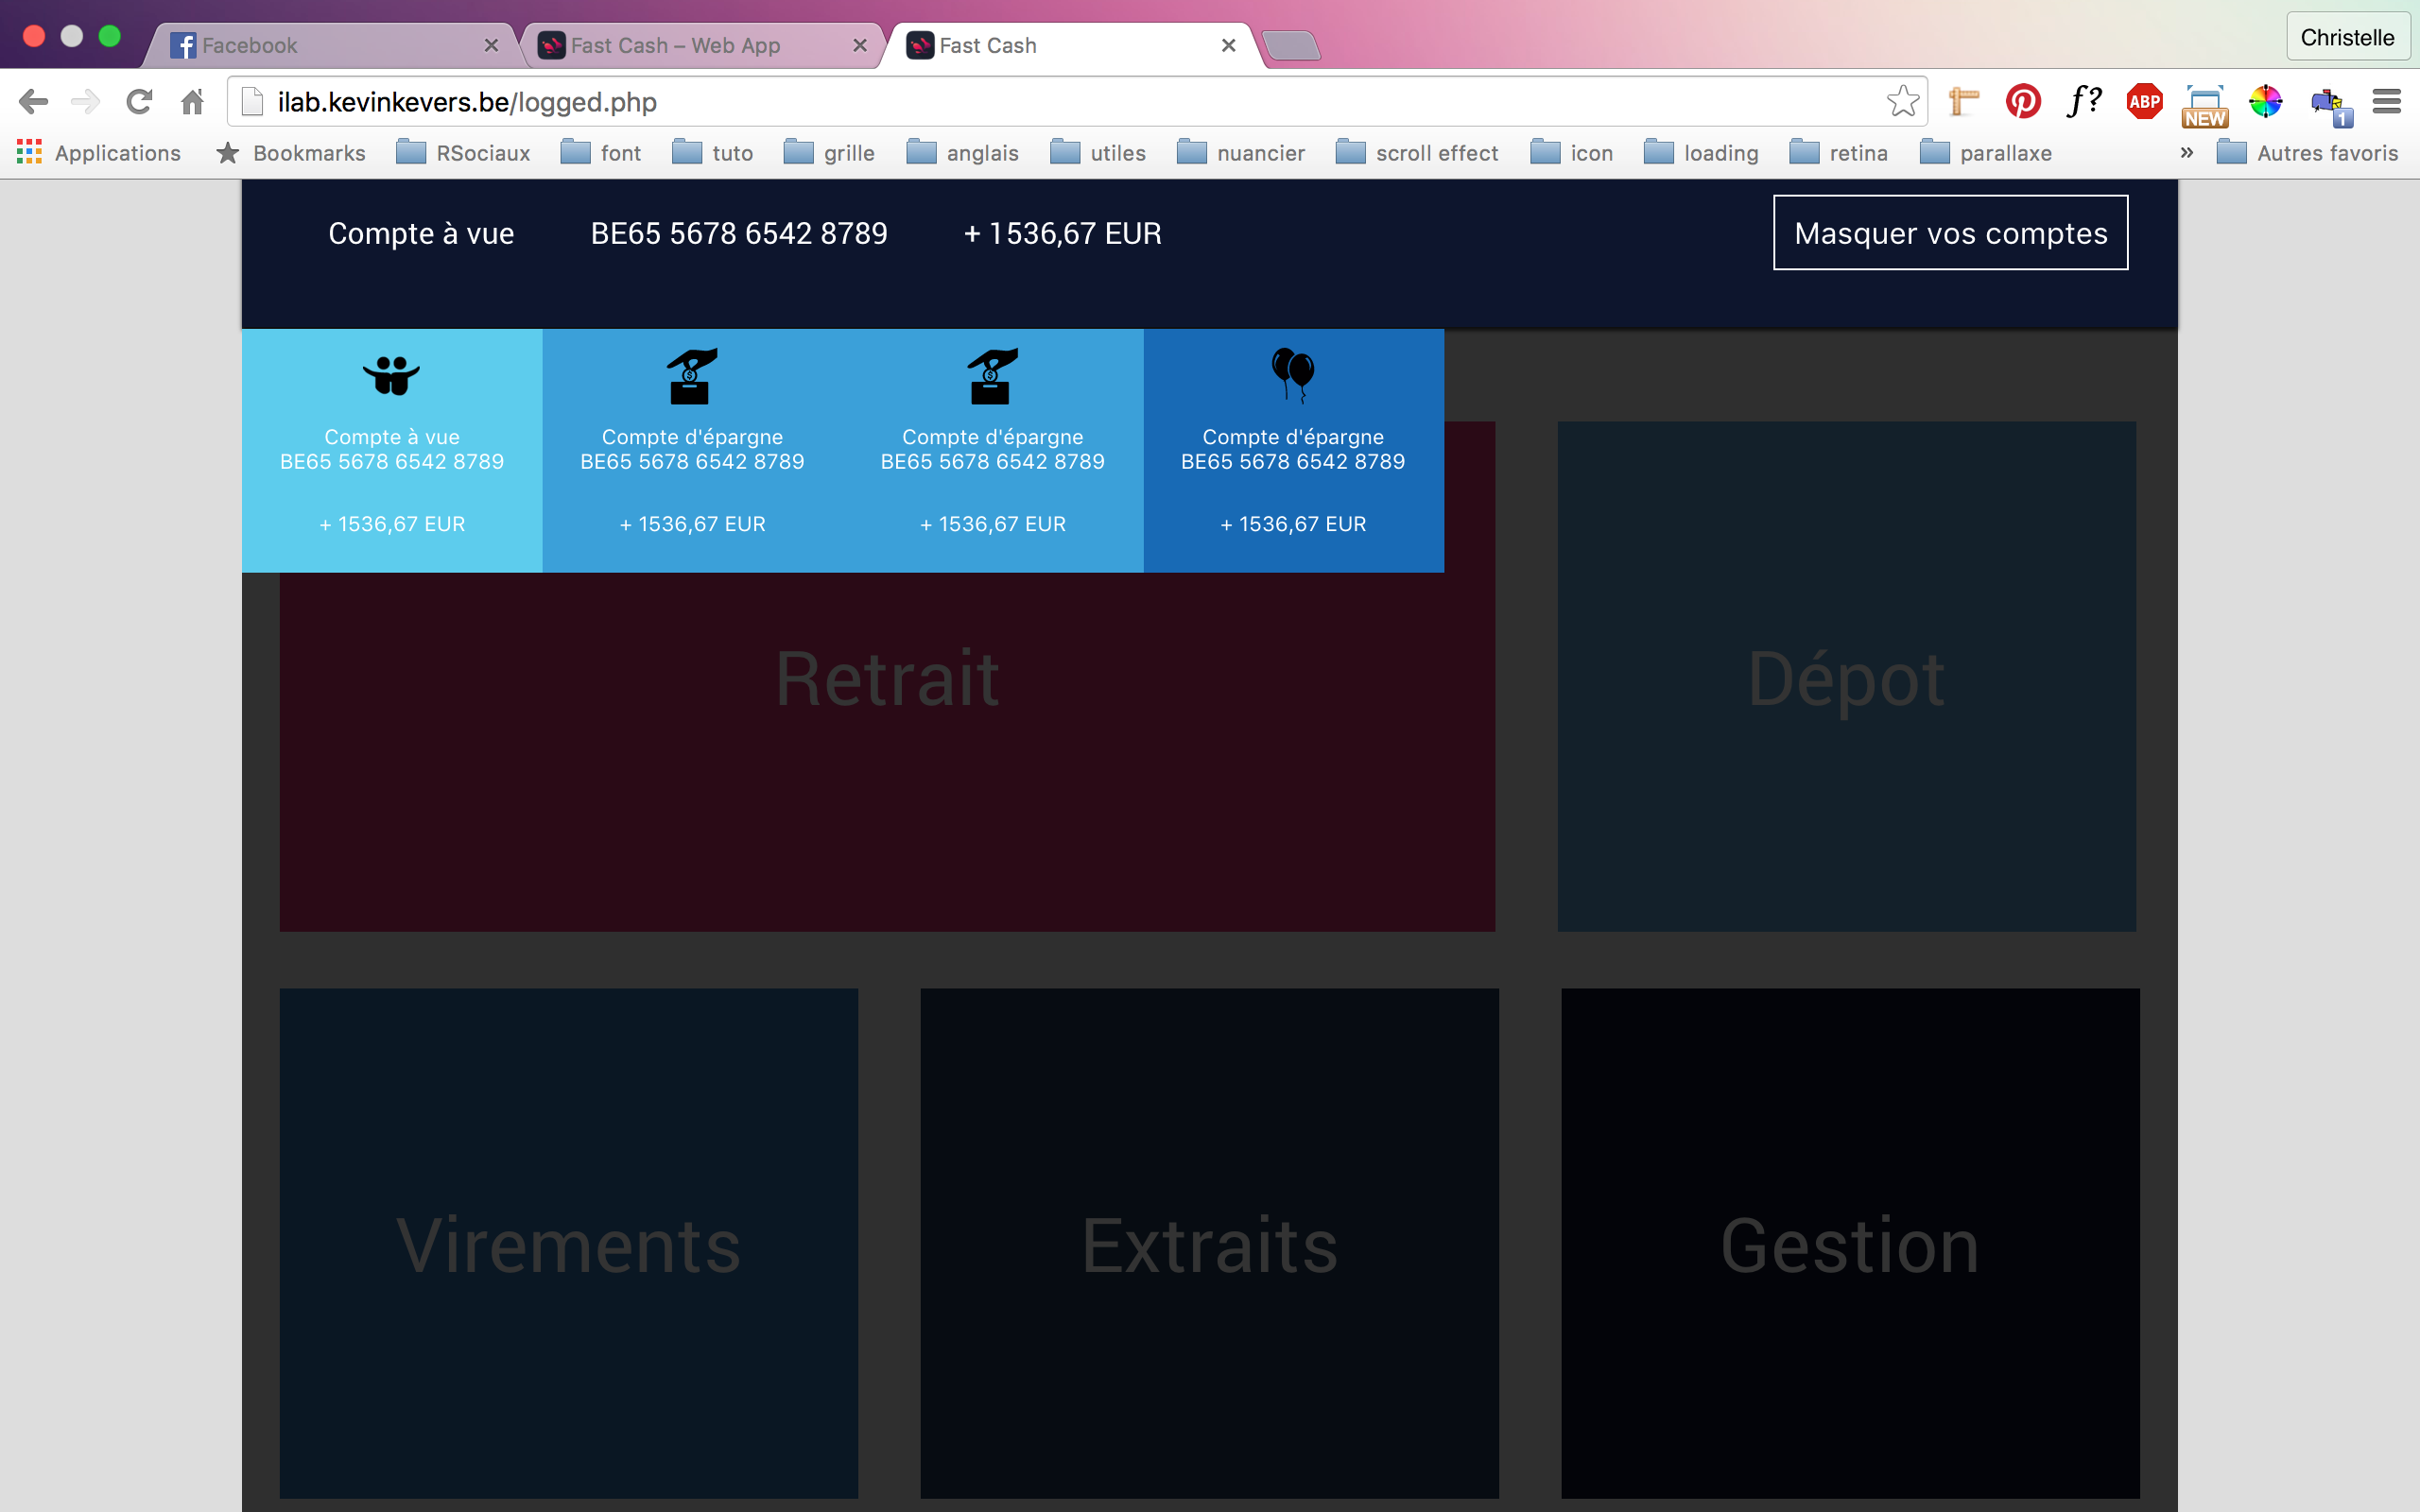 Facebook
Fast Cash – Web App
Fast Cash
Christelle
ilab.kevinkevers.be/logged.php
f?
ABP
NEW
1
Applications
Bookmarks
RSociaux
font
tuto
grille
anglais
utiles
nuancier
scroll effect
icon
loading
retina
parallaxe
»
Autres favoris
Compte à vue BE65 5678 6542 8789 + 1536,67 EUR
Masquer vos comptes
Compte à vue
BE65 5678 6542 8789
+ 1536,67 EUR
Compte d'épargne
BE65 5678 6542 8789
+ 1536,67 EUR
Compte d'épargne
BE65 5678 6542 8789
+ 1536,67 EUR
Compte d'épargne
BE65 5678 6542 8789
+ 1536,67 EUR
Retrait
Dépot
Virements
Extraits
Gestion